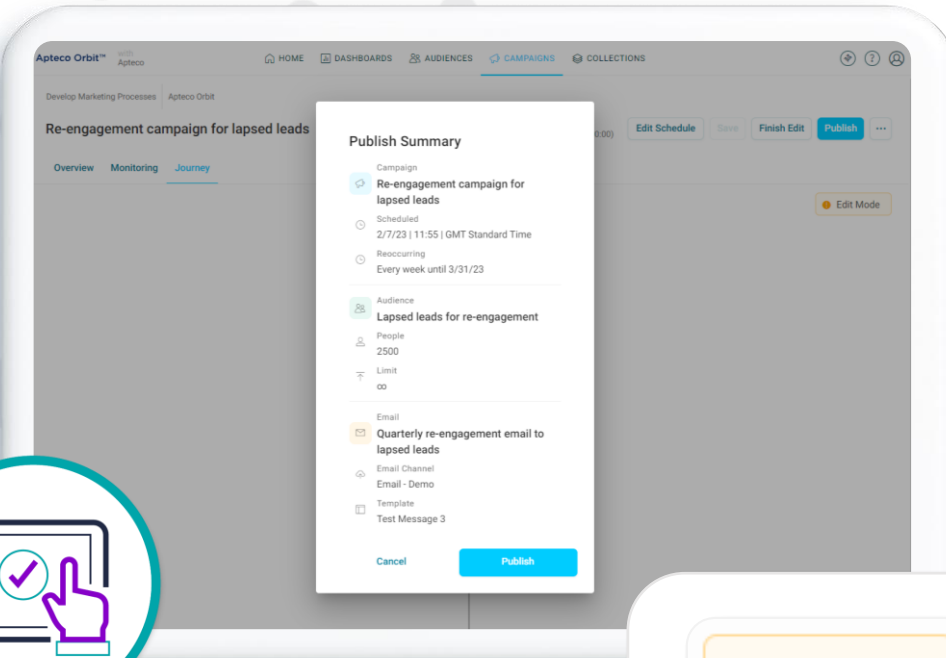 Apteco Orbit™ with
Apteco
HOME DASHBOARDS AUDIENCES CAMPAIGNS COLLECTIONS
Develop Marketing Processes Apteco Orbit
Re-engagement campaign for lapsed leads
0:00) Edit Schedule Save Finish Edit Publish ...
Overview Monitoring Journey
Edit Mode
Publish Summary
Campaign
Re-engagement campaign for
lapsed leads
Scheduled
2/7/23 | 11:55 | GMT Standard Time
Reoccurring
Every week until 3/31/23
Audience
Lapsed leads for re-engagement
People
2500
Limit
∞
Email
Quarterly re-engagement email to
lapsed leads
Email Channel
Email - Demo
Template
Test Message 3
Cancel Publish